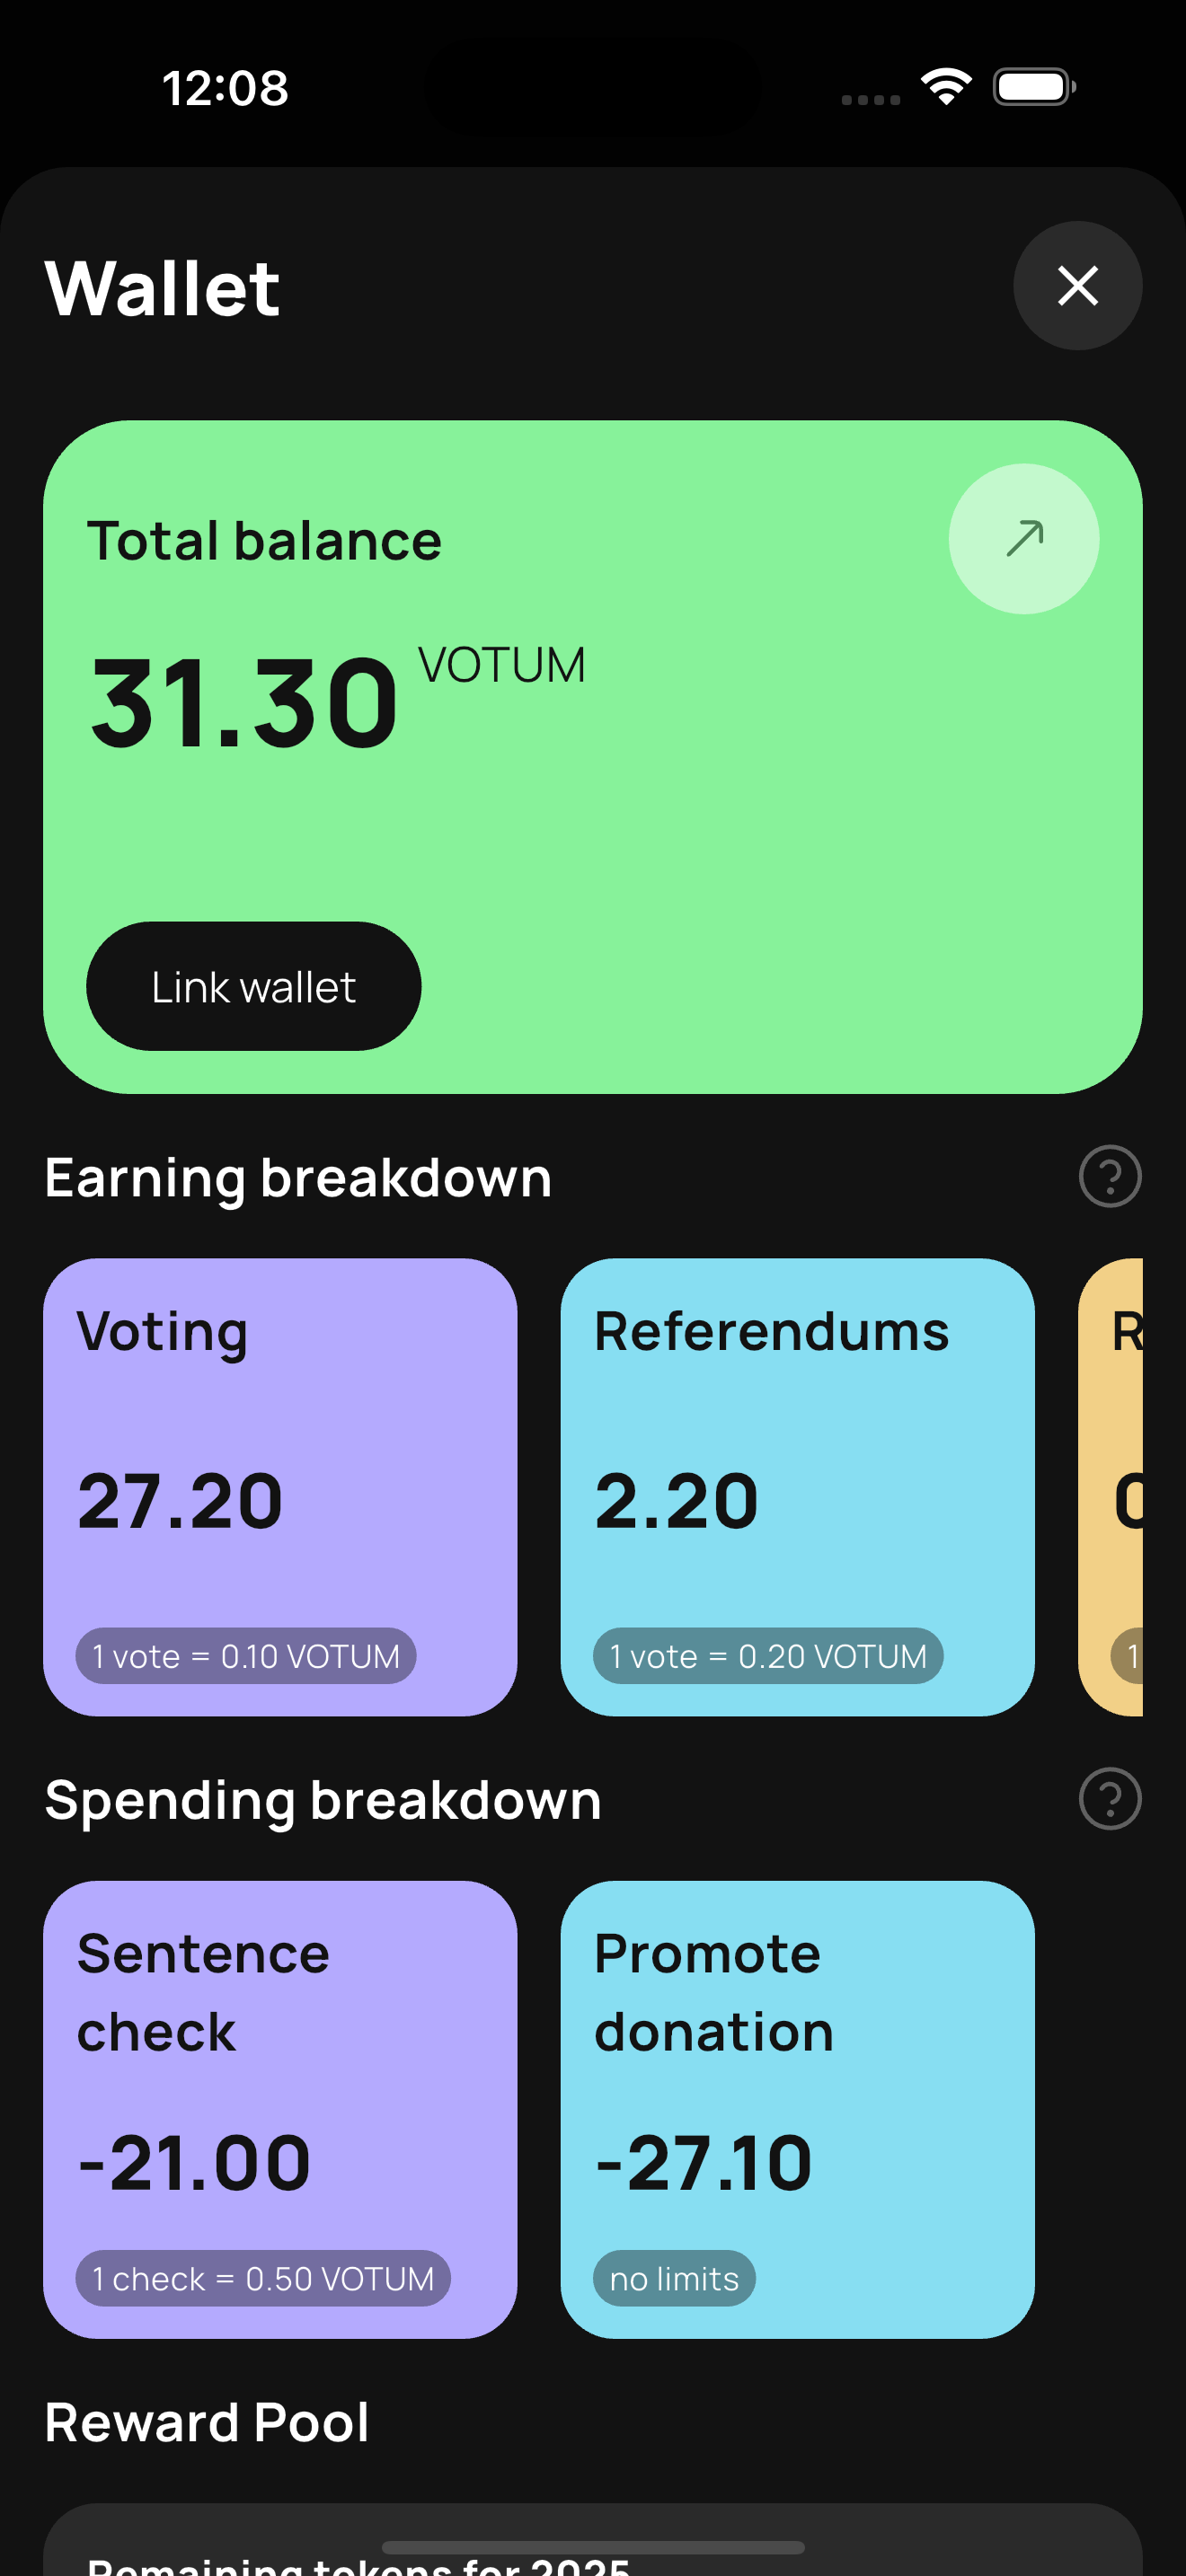 12:08
Wallet
Total balance
31.30 VOTUM
Link wallet
Earning breakdown
Voting
27.20
1 vote = 0.10 VOTUM
Referendums
2.20
1 vote = 0.20 VOTUM
1
Spending breakdown
Sentence
check
-21.00
1 check = 0.50 VOTUM
Promote
donation
-27.10
no limits
Reward Pool
Remaining tokens for 2025